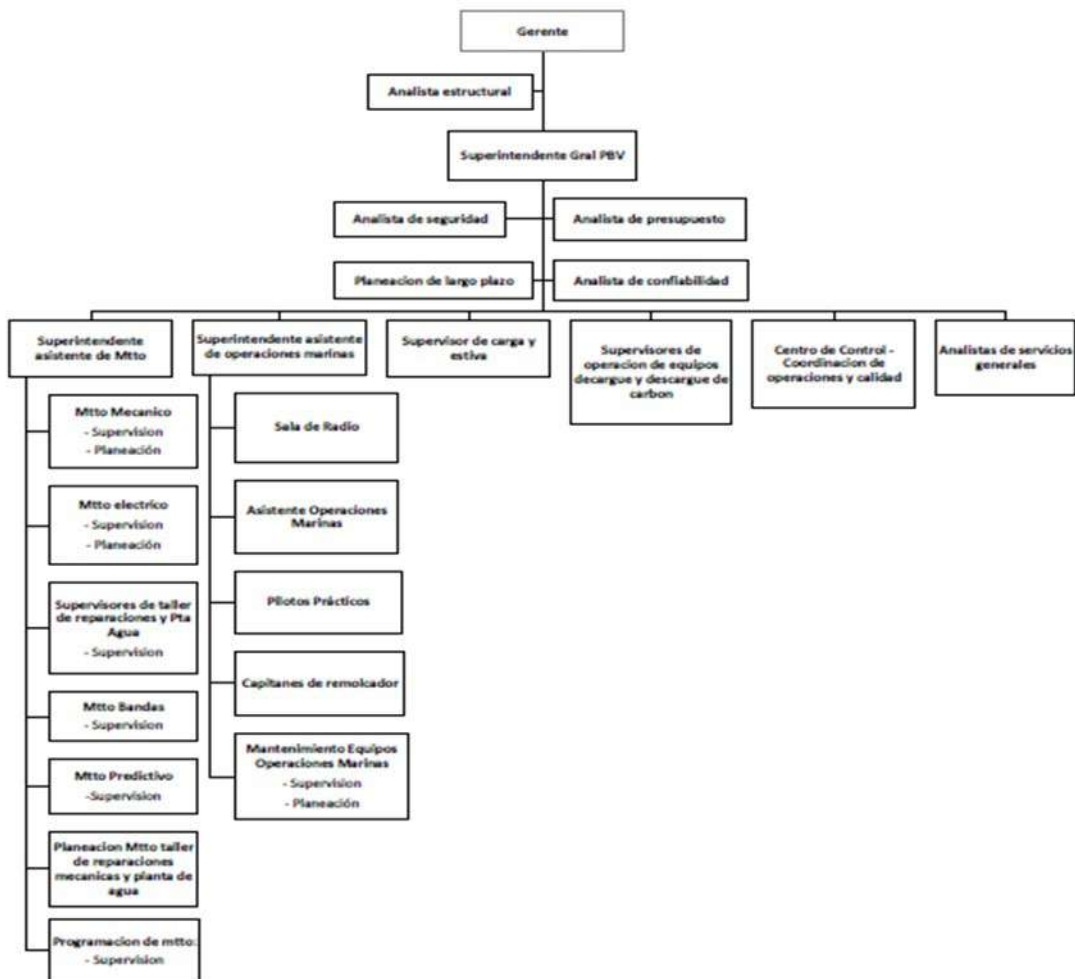 Gerente
Analista estructural
Superintendente Gral PBV
Analista de seguridad
Analista de presupuesto
Planeacion de largo plazo
Analista de confiabilidad
Superintendente
asistente de Mtto
Superintendente asistente
de operaciones marinas
Supervisor de carga y
estiva
Supervisores de
operacion de equipos
decargue y descargue de
carbon
Centro de Control -
Coordinacion de
operaciones y calidad
Analistas de servicios
generales
Mtto Mecanico
- Supervision
- Planeación
Mtto electrico
- Supervision
- Planeación
Supervisores de taller
de reparaciones y Pta
Agua
- Supervision
Mtto Bandas
- Supervision
Mtto Predictivo
-Supervision
Planeacion Mtto taller
de reparaciones
mecanicas y planta de
agua
Programacion de mtto:
- Supervision
Sala de Radio
Asistente Operaciones
Marinas
Pilotos Prácticos
Capitanes de remolcador
Mantenimiento Equipos
Operaciones Marinas
- Supervision
- Planeación